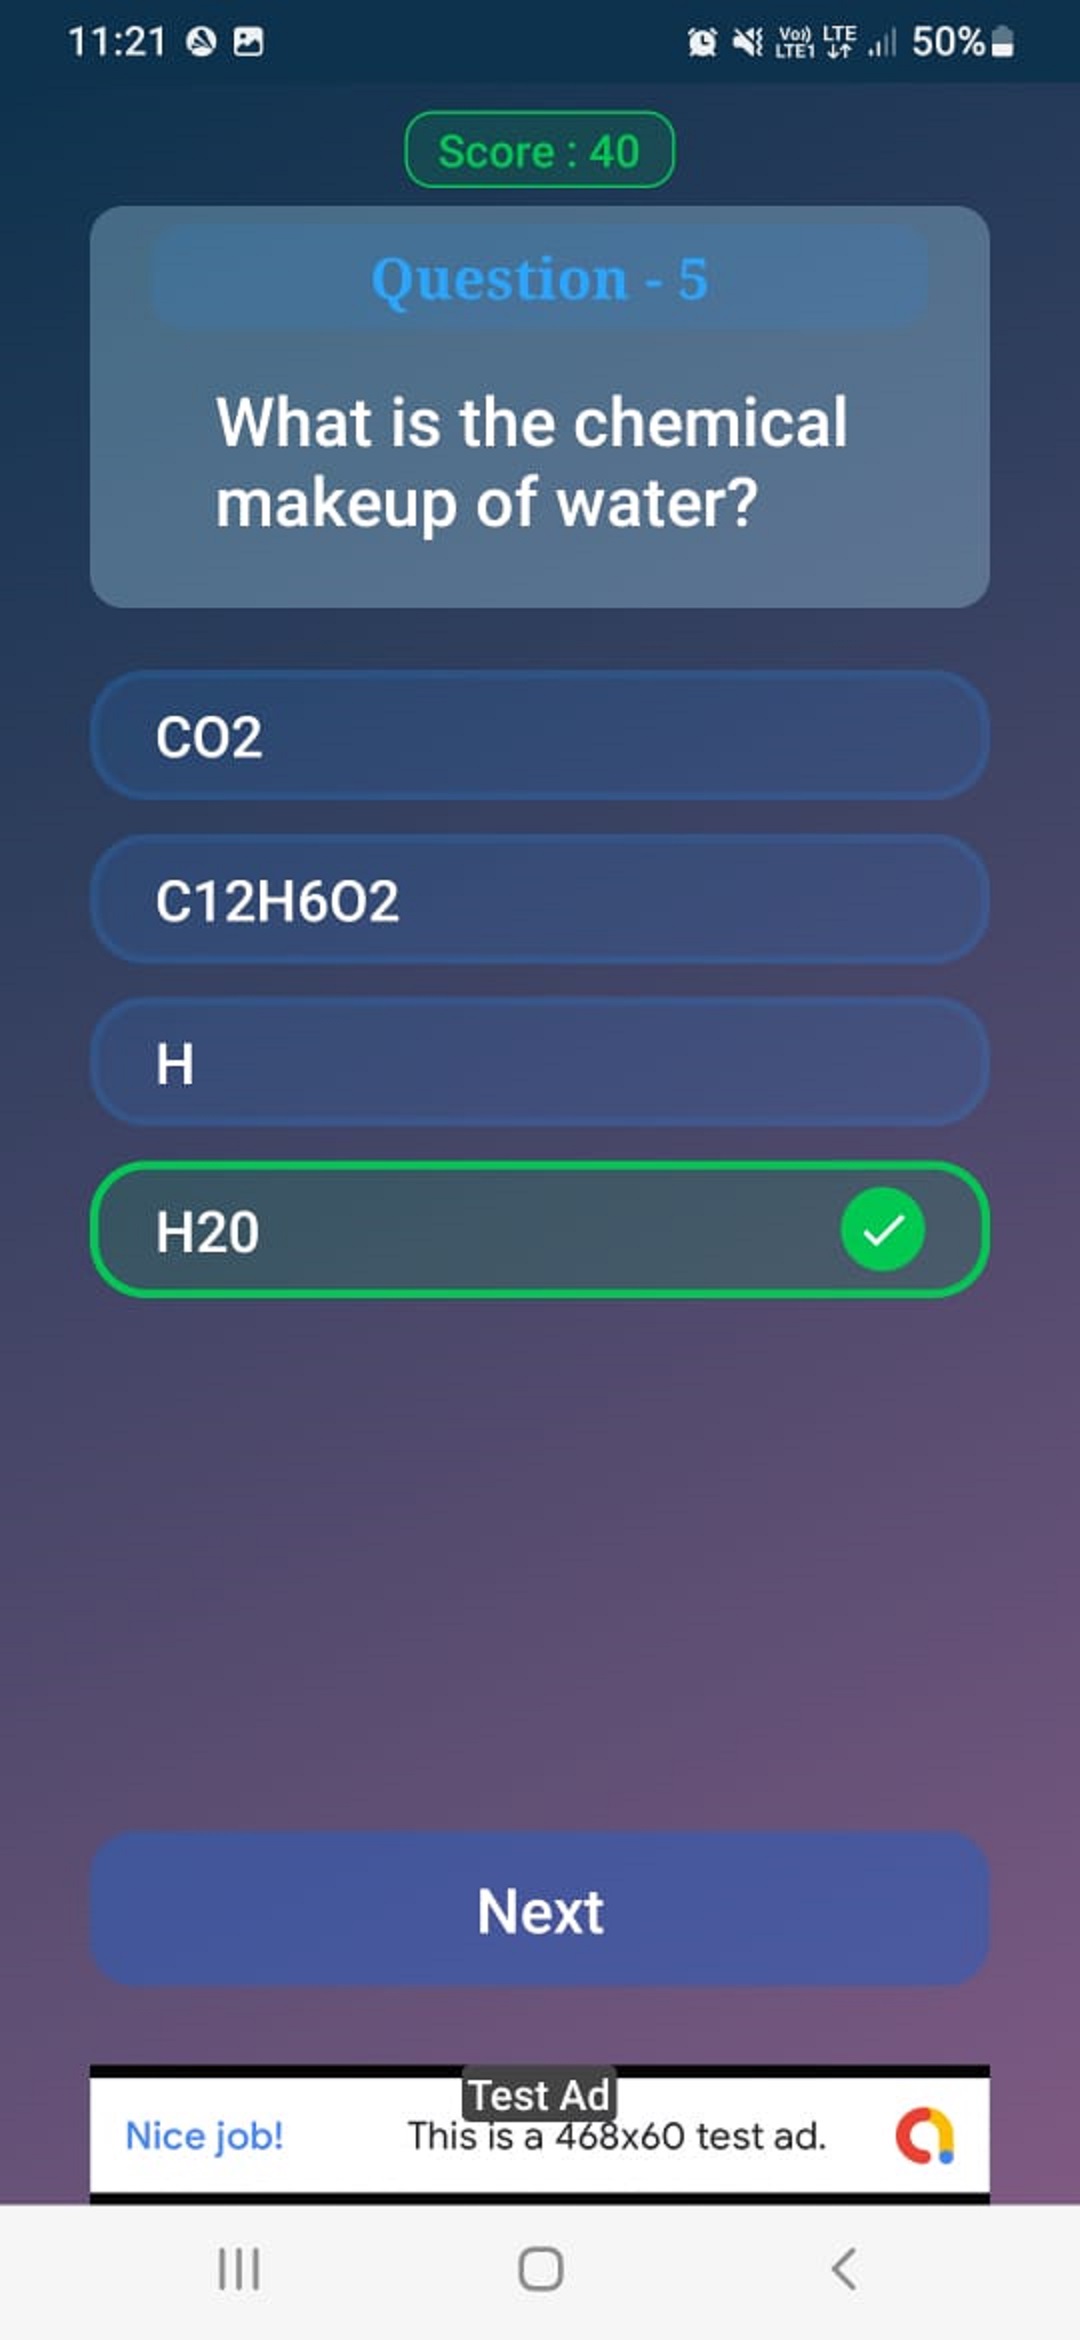 11:21
Vo)) LTE
LTE1
50%
Score : 40
Question - 5
What is the chemical
makeup of water?
CO2
C12H6O2
H
H20
Next
Test Ad
Nice job!
This is a 468x60 test ad.